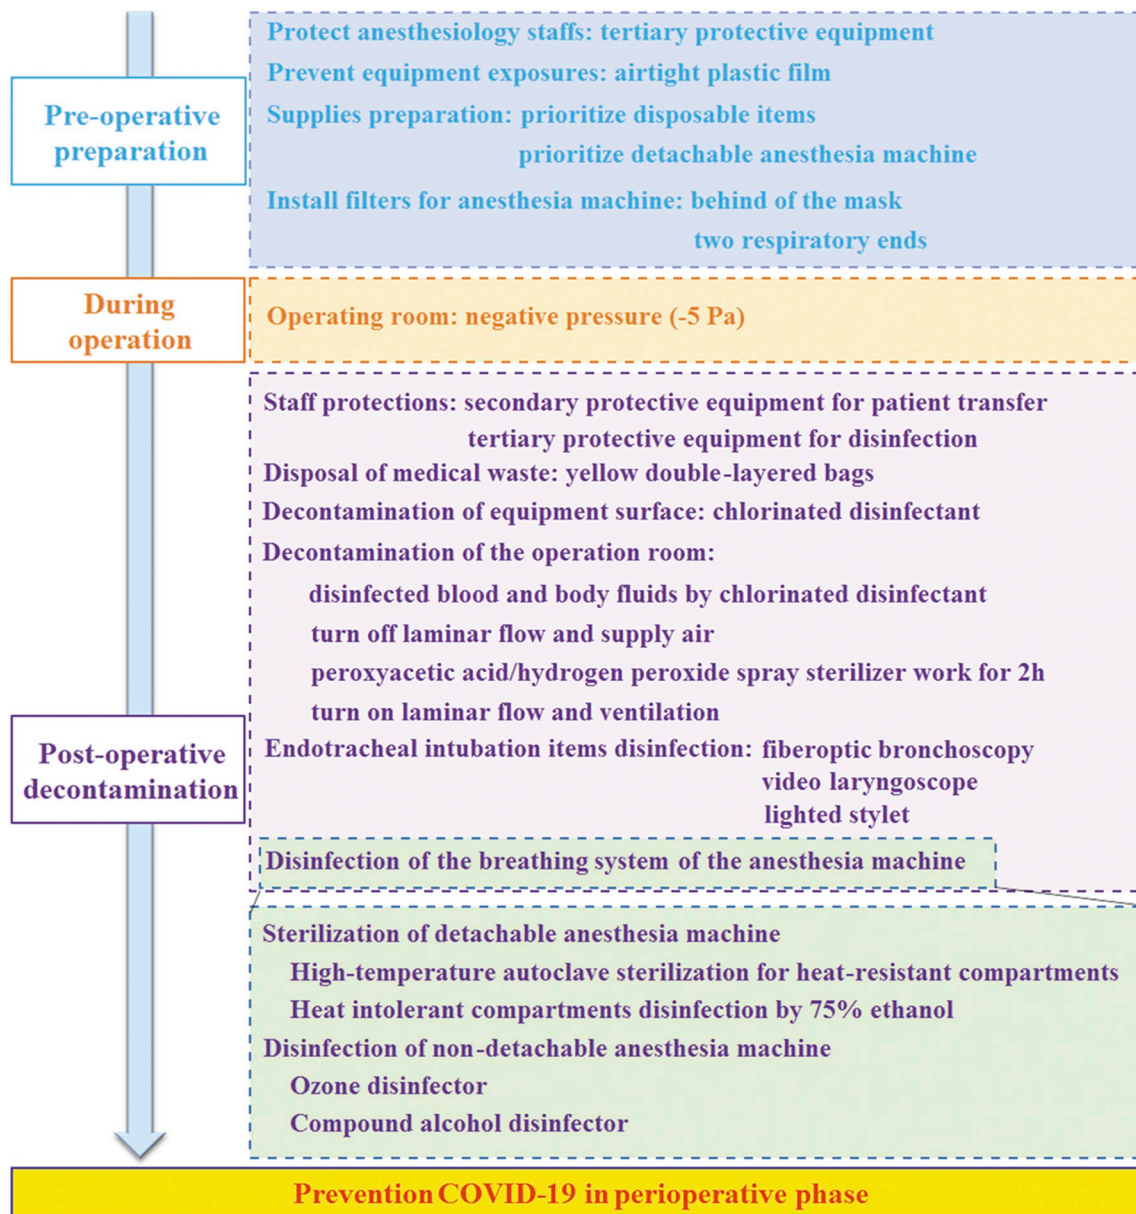 Pre-operative
preparation
Protect anesthesiology staffs: tertiary protective equipment
Prevent equipment exposures: airtight plastic film
Supplies preparation: prioritize disposable items
prioritize detachable anesthesia machine
Install filters for anesthesia machine: behind of the mask
two respiratory ends
During
operation
Operating room: negative pressure (-5 Pa)
Post-operative
decontamination
Staff protections: secondary protective equipment for patient transfer
tertiary protective equipment for disinfection
Disposal of medical waste: yellow double-layered bags
Decontamination of equipment surface: chlorinated disinfectant
Decontamination of the operation room:
disinfected blood and body fluids by chlorinated disinfectant
turn off laminar flow and supply air
peroxyacetic acid/hydrogen peroxide spray sterilizer work for 2h
turn on laminar flow and ventilation
Endotracheal intubation items disinfection: fiberoptic bronchoscopy
video laryngoscope
lighted stylet
Disinfection of the breathing system of the anesthesia machine
Sterilization of detachable anesthesia machine
High-temperature autoclave sterilization for heat-resistant compartments
Heat intolerant compartments disinfection by 75% ethanol
Disinfection of non-detachable anesthesia machine
Ozone disinfector
Compound alcohol disinfector
Prevention COVID-19 in perioperative phase